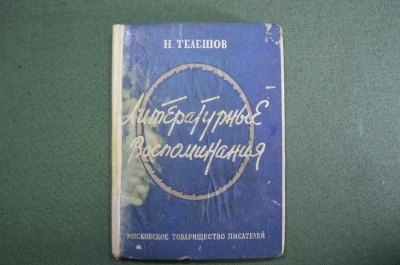 Н. ТЕЛЕШОВ
Литературные
Воспоминания
МОСКОВСКОЕ ТОВАРИЩЕСТВО ПИСАТЕЛЕЙ